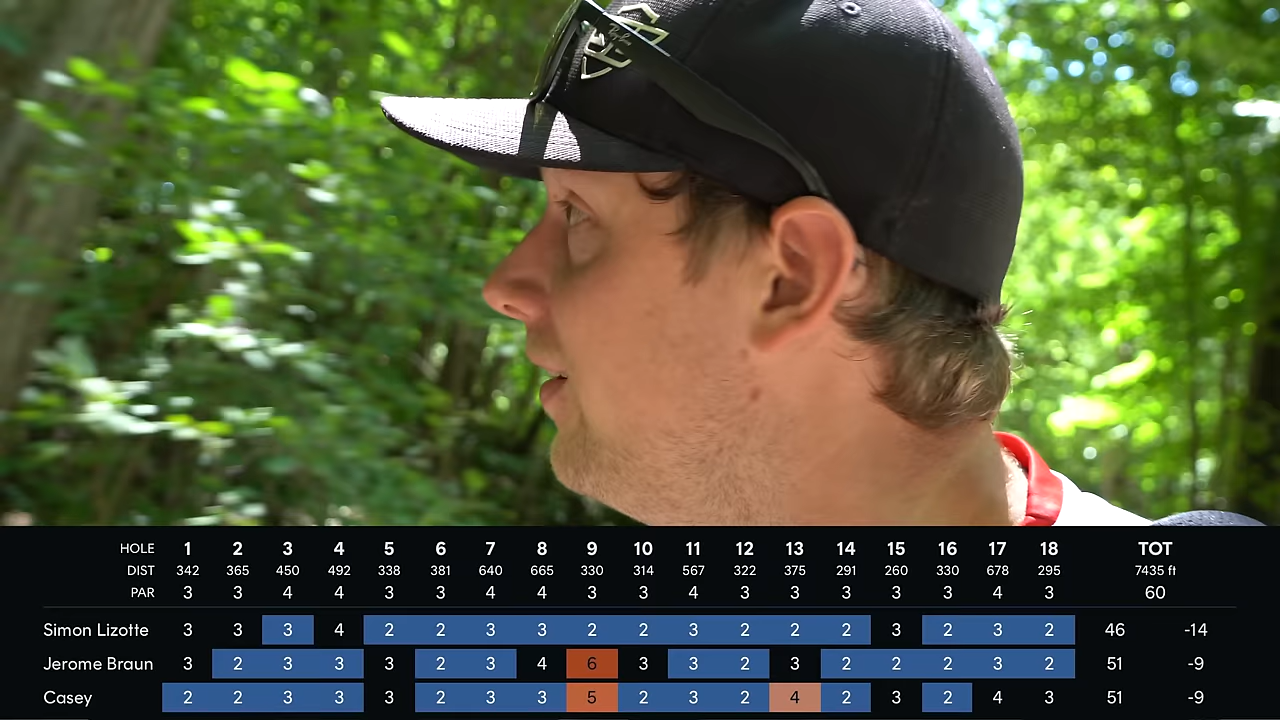 Ray-Ban
HOLE 1 2 3 4 5 6 7 8 9 10 11 12 13 14 15 16 17 18 TOT
DIST 342 365 450 492 338 381 640 665 330 314 567 322 375 291 260 330 678 295 7435 ft
PAR 3 3 4 4 3 3 4 4 3 3 4 3 3 3 3 3 4 3 60
Simon Lizotte 3 3 3 4 2 2 3 3 2 2 3 2 2 2 3 2 3 2 46 -14
Jerome Braun 3 2 3 3 3 2 3 4 6 3 3 2 3 2 2 2 3 2 51 -9
Casey 2 2 3 3 3 2 3 3 5 2 3 2 4 2 3 2 4 3 51 -9